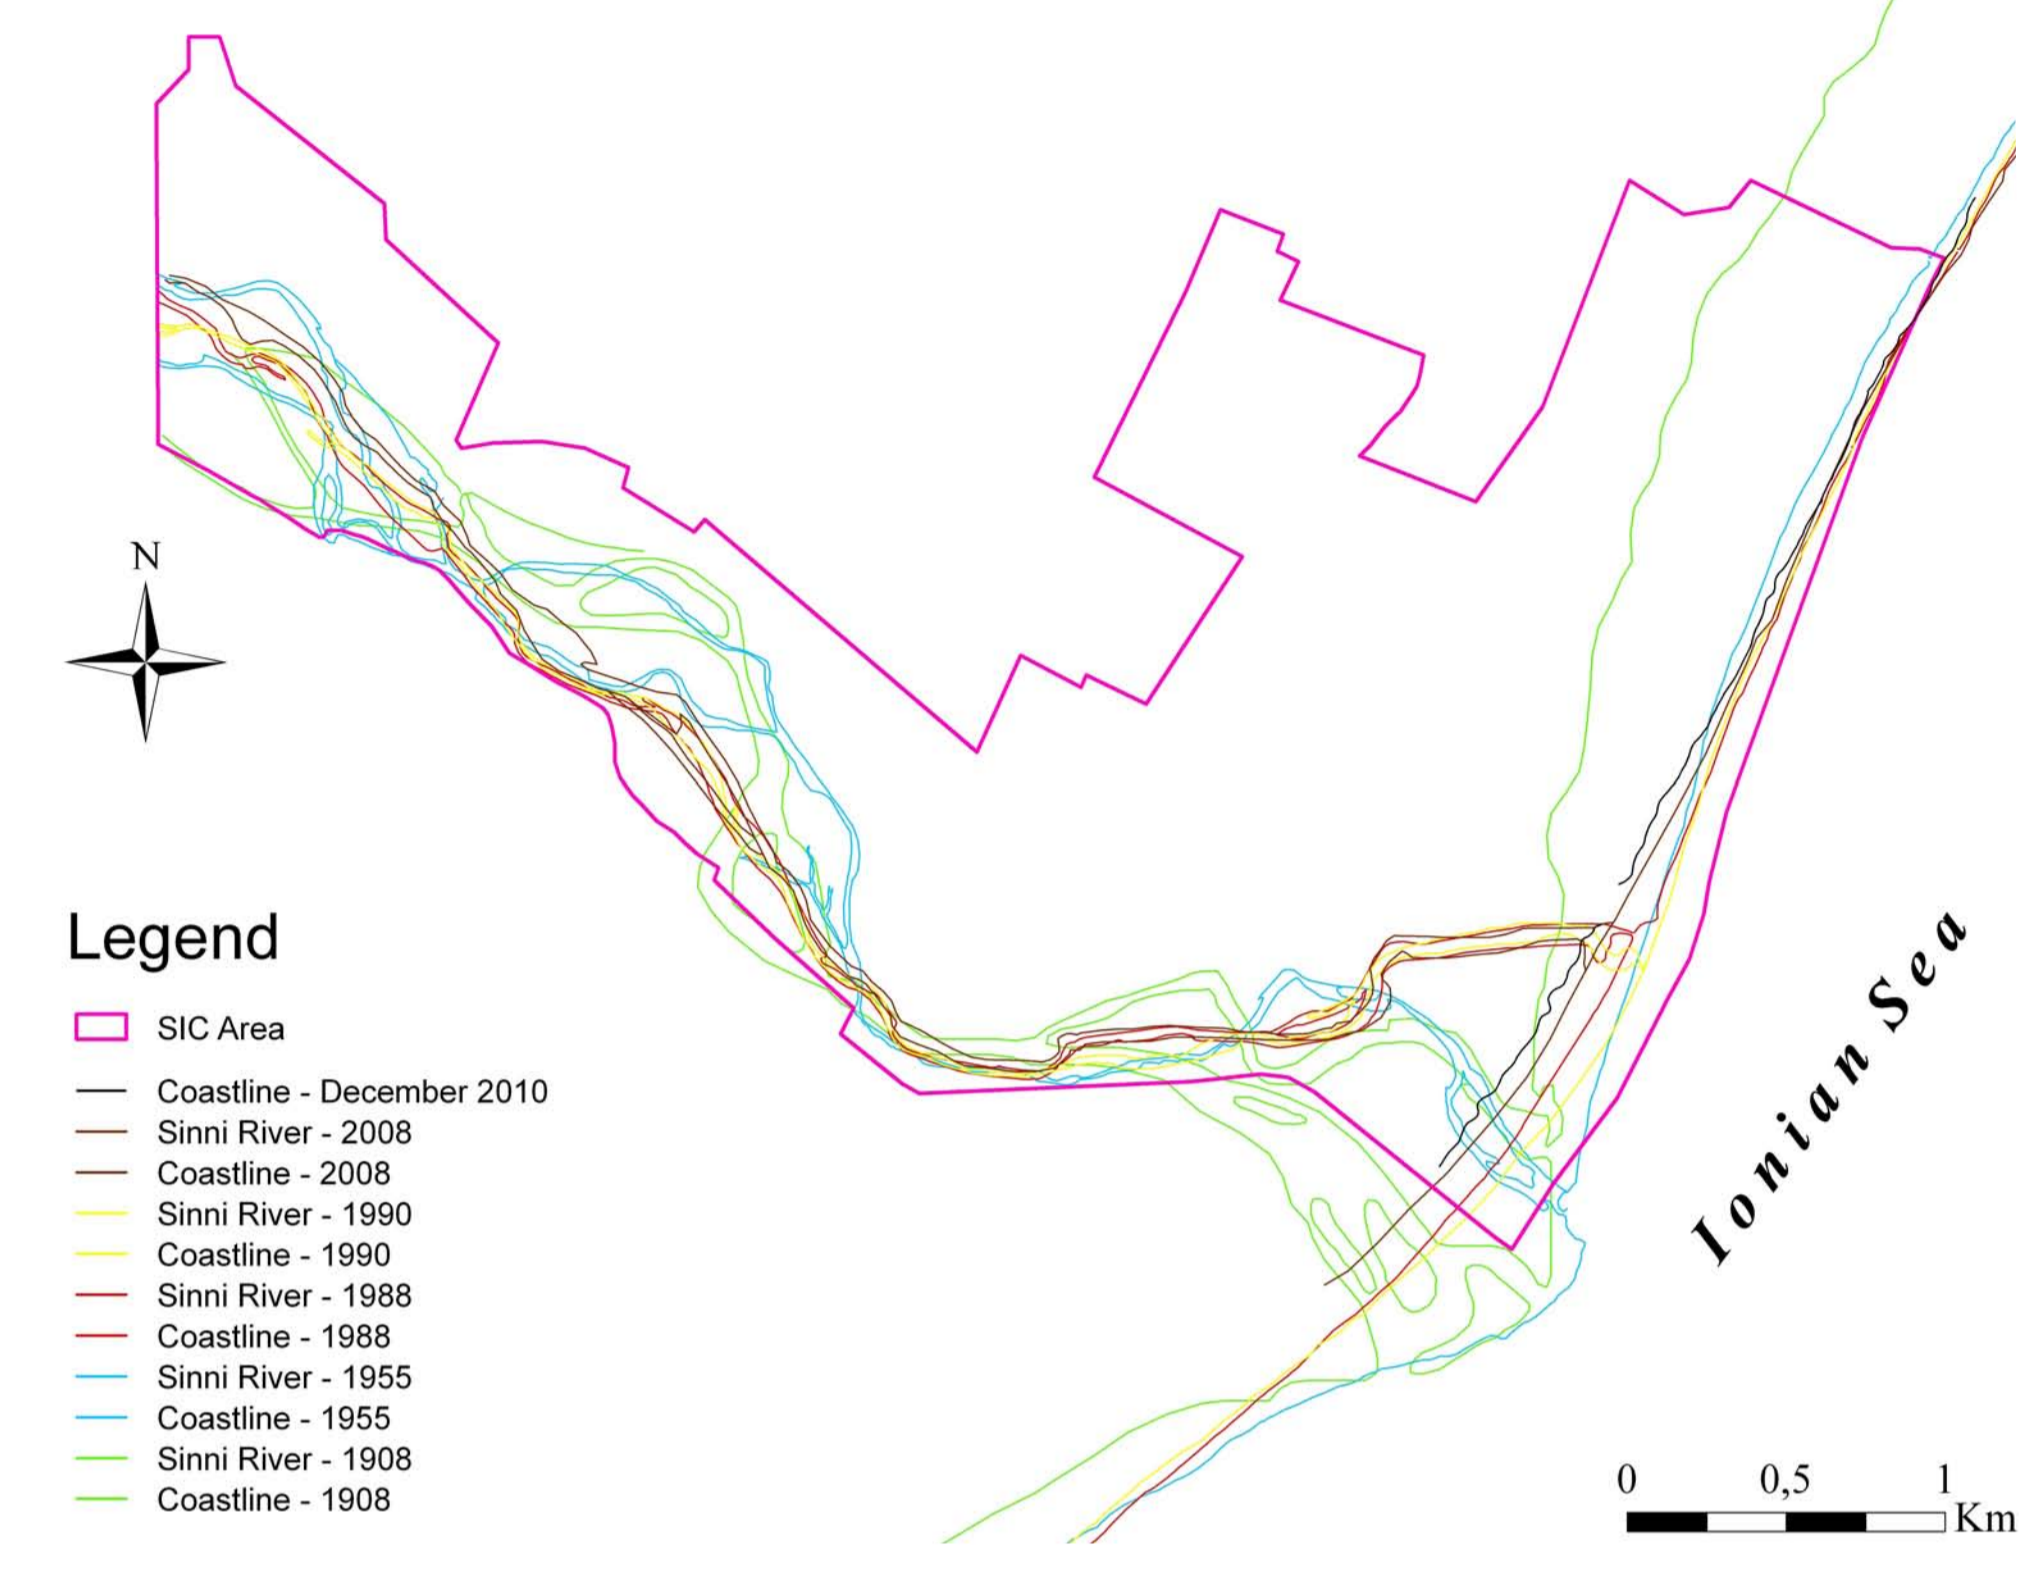 N
Legend
SIC Area
Coastline - December 2010
Sinni River - 2008
Coastline - 2008
Sinni River - 1990
Coastline - 1990
Sinni River - 1988
Coastline - 1988
Sinni River - 1955
Coastline - 1955
Sinni River - 1908
Coastline - 1908
Ionian Sea
0 0,5 1
Km